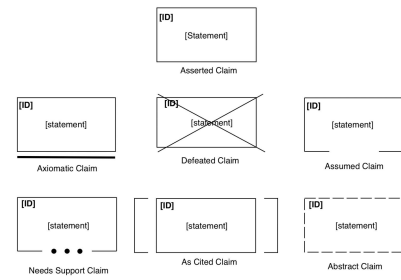 [ID]
[Statement]
Asserted Claim
[ID]
[statement]
Axiomatic Claim
[ID]
[statement]
Defeated Claim
[ID]
[statement]
Assumed Claim
[ID]
[statement]
Needs Support Claim
[ID]
[statement]
As Cited Claim
[ID]
[statement]
Abstract Claim